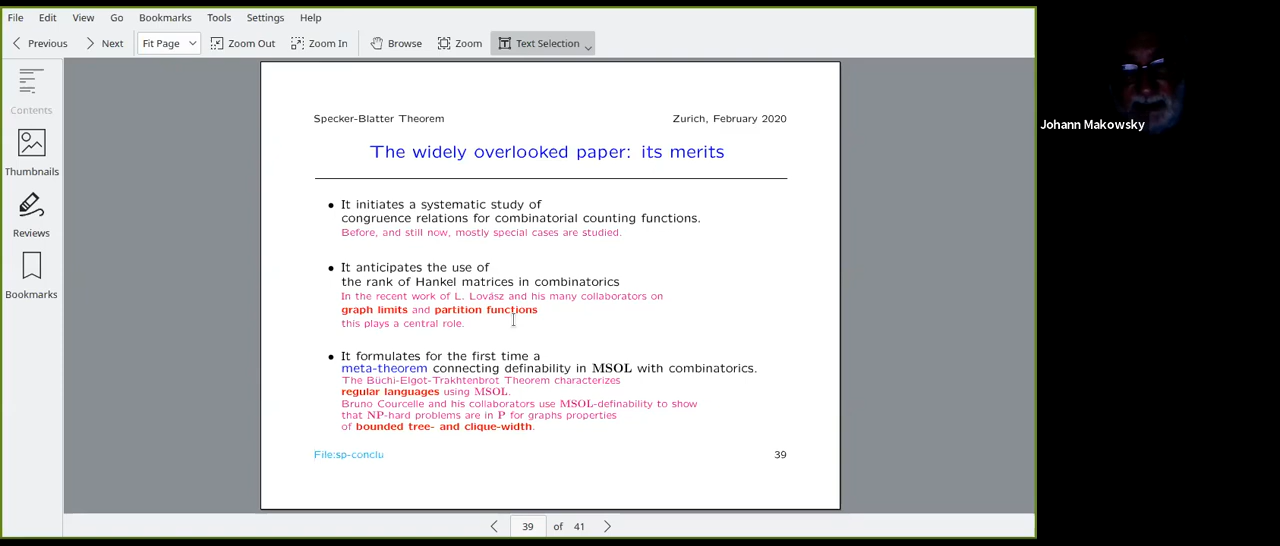 File Edit View Go Bookmarks Tools Settings Help
Previous Next Fit Page Zoom Out Zoom In Browse Zoom Text Selection
Contents
Thumbnails
Reviews
Bookmarks
Specker-Blatter Theorem Zurich, February 2020
The widely overlooked paper: its merits
• It initiates a systematic study of
congruence relations for combinatorial counting functions.
Before, and still now, mostly special cases are studied.
• It anticipates the use of
the rank of Hankel matrices in combinatorics
In the recent work of L. Lovász and his many collaborators on
graph limits and partition functions
this plays a central role.
• It formulates for the first time a
meta-theorem connecting definability in MSOL with combinatorics.
The Büchi-Elgot-Trakhtenbrot Theorem characterizes
regular languages using MSOL.
Bruno Courcelle and his collaborators use MSOL-definability to show
that NP-hard problems are in P for graphs properties
of bounded tree- and clique-width.
File:sp-conclu 39
39 of 41
Johann Makowsky